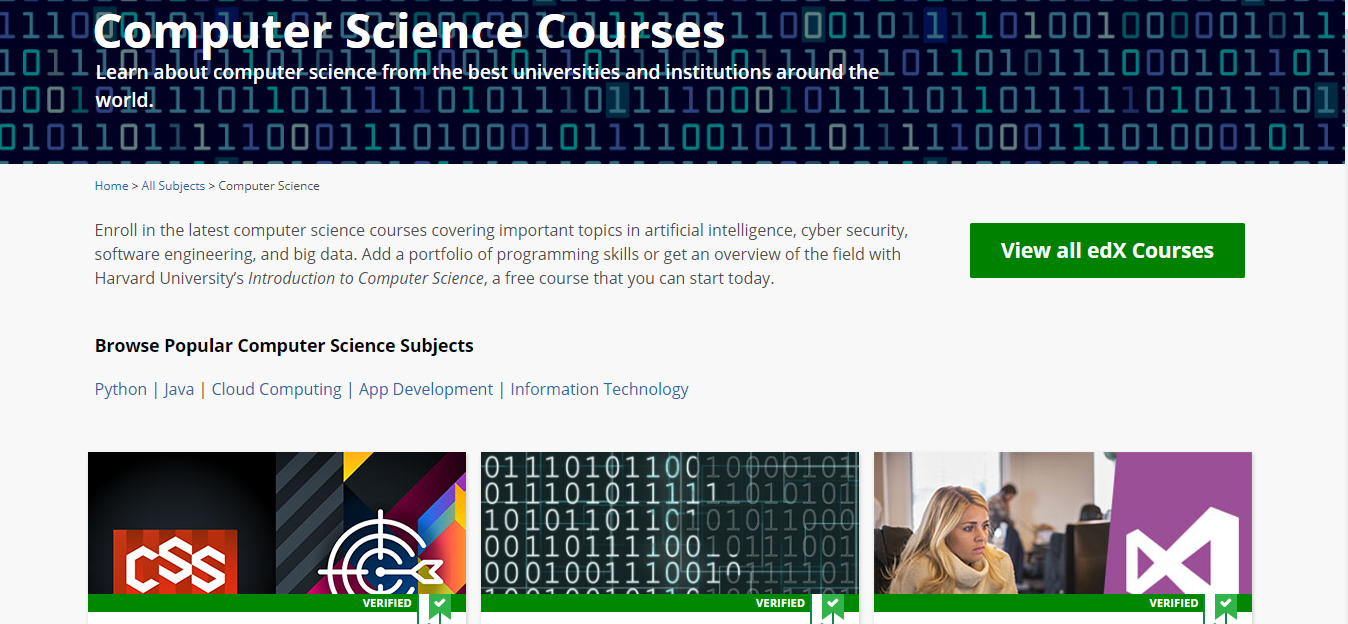 Computer Science Courses
Learn about computer science from the best universities and institutions around the
world.
Home > All Subjects > Computer Science
Enroll in the latest computer science courses covering important topics in artificial intelligence, cyber security,
software engineering, and big data. Add a portfolio of programming skills or get an overview of the field with
Harvard University’s Introduction to Computer Science, a free course that you can start today.
View all edX Courses
Browse Popular Computer Science Subjects
Python | Java | Cloud Computing | App Development | Information Technology
CSS
VERIFIED
VERIFIED
VERIFIED